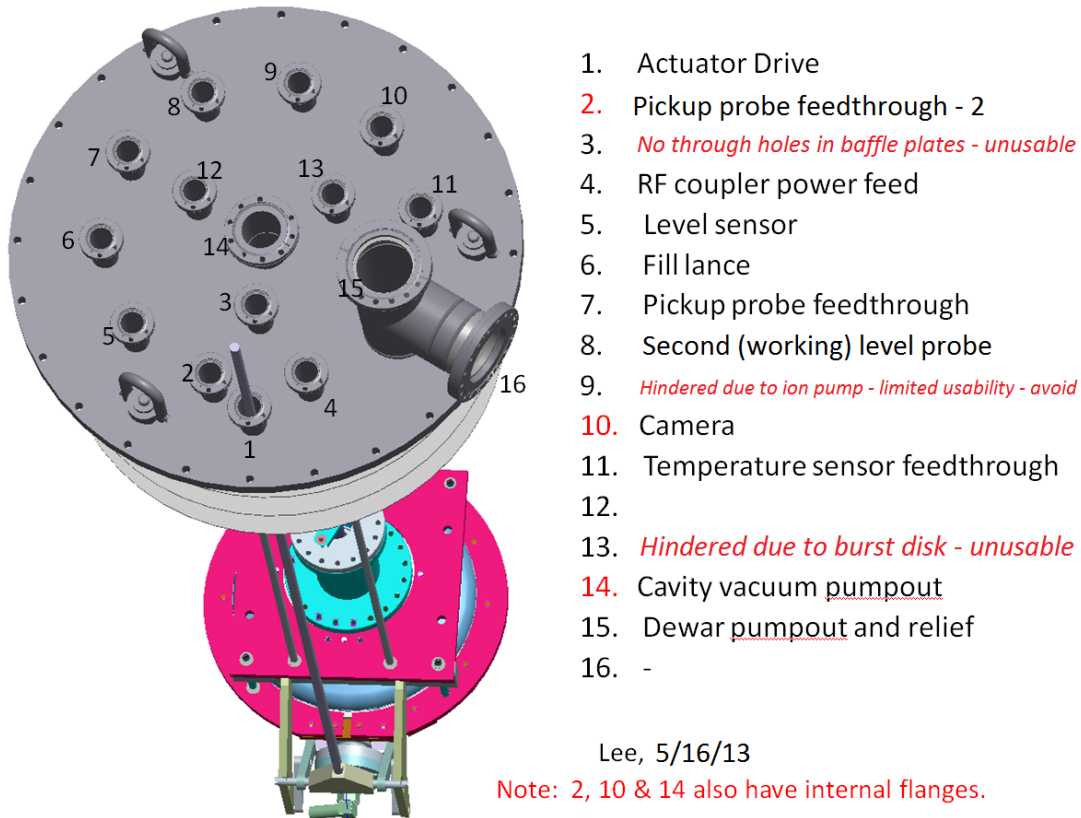 9
8
10
7
12
13
11
6
14
15
3
5
2
4
16
1
1. Actuator Drive
2. Pickup probe feedthrough - 2
3. No through holes in baffle plates - unusable
4. RF coupler power feed
5. Level sensor
6. Fill lance
7. Pickup probe feedthrough
8. Second (working) level probe
9. Hindered due to ion pump - limited usability - avoid
10. Camera
11. Temperature sensor feedthrough
12.
13. Hindered due to burst disk - unusable
14. Cavity vacuum pumpout
15. Dewar pumpout and relief
16. -
Lee, 5/16/13
Note: 2, 10 & 14 also have internal flanges.